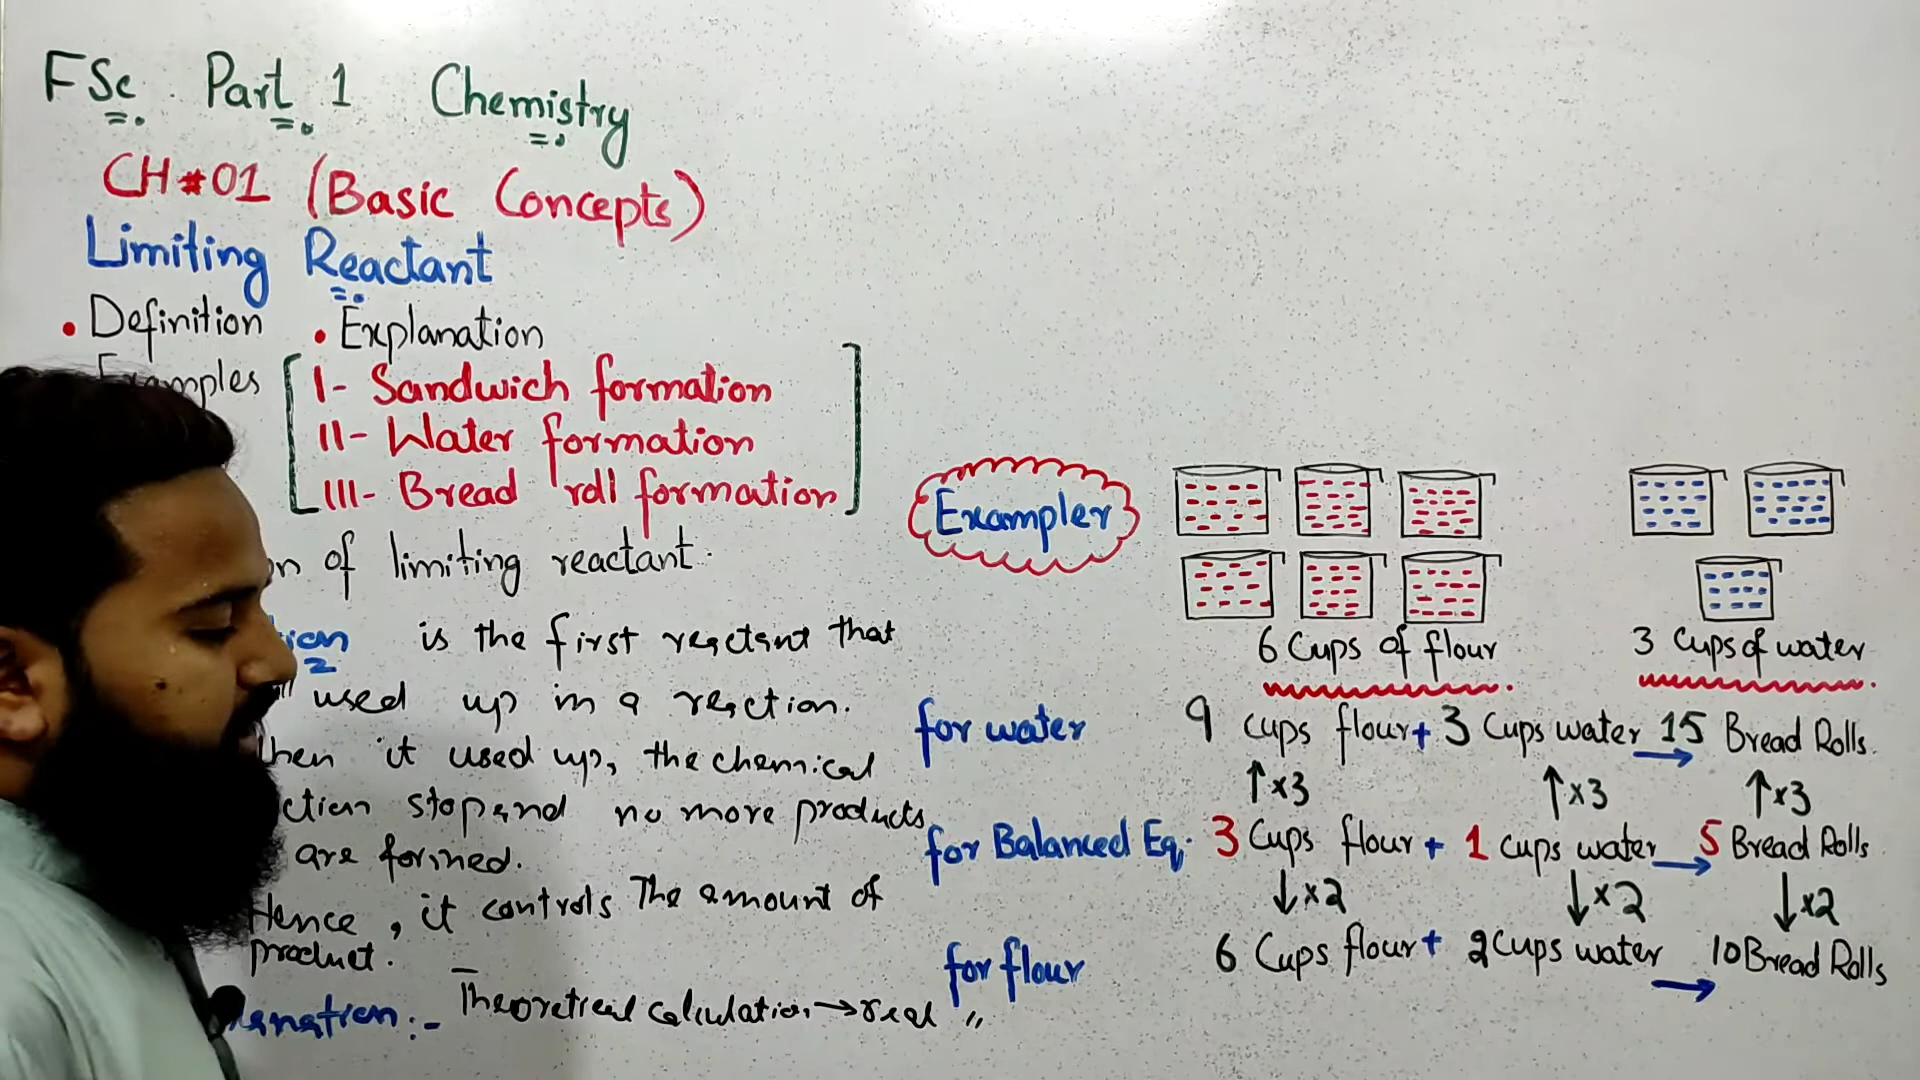 FSc Part 1 Chemistry
CH#01 (Basic Concepts)
Limiting Reactant
• Definition • Explanation
Examples
I- Sandwich formation
II- Water formation
III- Bread roll formation
of limiting reactant.
is the first reactant that
used up in a reaction.
it used up, the chemical
stop and no more products
are formed.
Hence, it controls The amount of
product.
Theoretical calculation → real "
Example
6 Cups of flour
3 Cups of water
for water 9 cups flour + 3 Cups water → 15 Bread Rolls.
↑×3 ↑×3 ↑×3
for Balanced Eq. 3 Cups flour + 1 cups water → 5 Bread Rolls
↓×2 ↓×2 ↓×2
for flour 6 Cups flour + 2 Cups water → 10 Bread Rolls